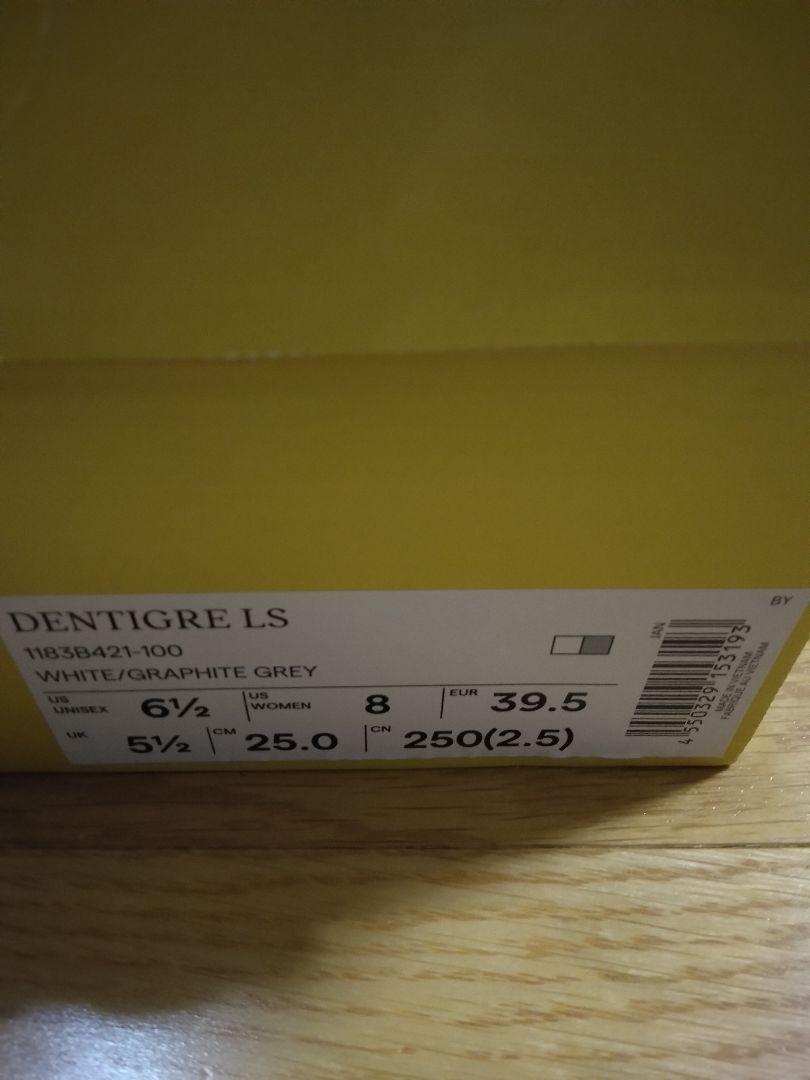 DENTIGRE LS
1183B421-100
WHITE/GRAPHITE GREY
US UNISEX 6½ US WOMEN 8 EUR 39.5
UK 5½ CM 25.0 CN 250(2.5)
BY
JAN
4 550329 153193
MADE IN VIETNAM
FABRIQUE AU VIETNAM